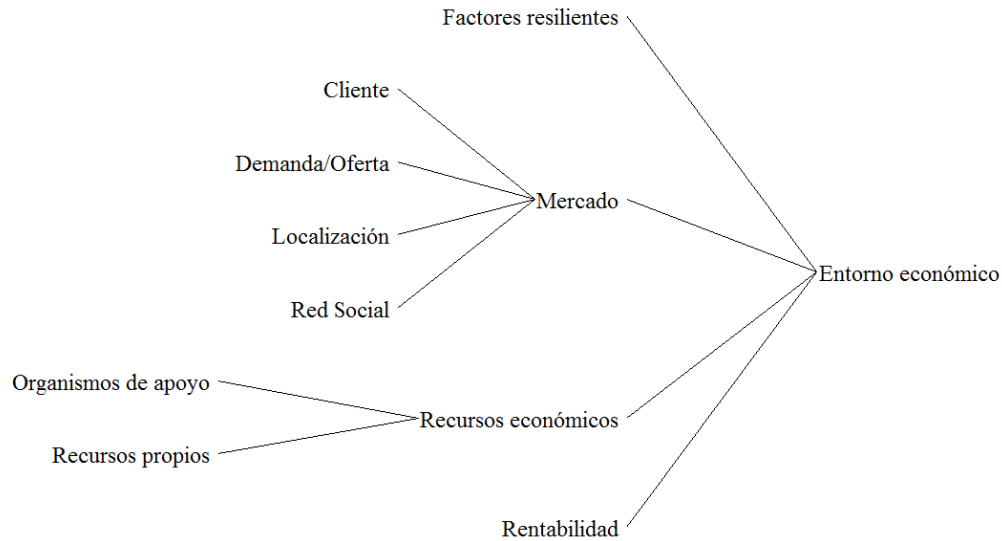 Factores resilientes
Cliente
Demanda/Oferta
Mercado
Localización
Entorno económico
Red Social
Organismos de apoyo
Recursos económicos
Recursos propios
Rentabilidad